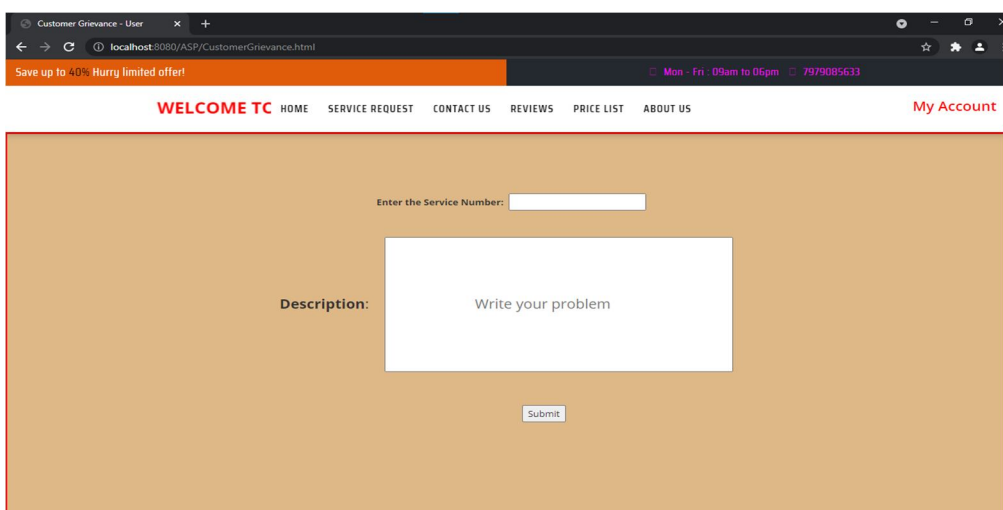 Customer Grievance - User
localhost:8080/ASP/CustomerGrievance.html
Save up to 40% Hurry limited offer!
Mon - Fri : 09am to 06pm 7979085633
WELCOME TC HOME SERVICE REQUEST CONTACT US REVIEWS PRICE LIST ABOUT US My Account
Enter the Service Number:
Description:
Write your problem
Submit